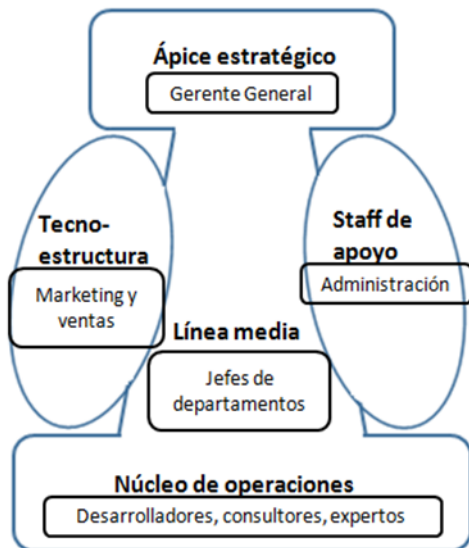 Ápice estratégico
Gerente General
Tecno-
estructura
Marketing y
ventas
Staff de
apoyo
Administración
Línea media
Jefes de
departamentos
Núcleo de operaciones
Desarrolladores, consultores, expertos